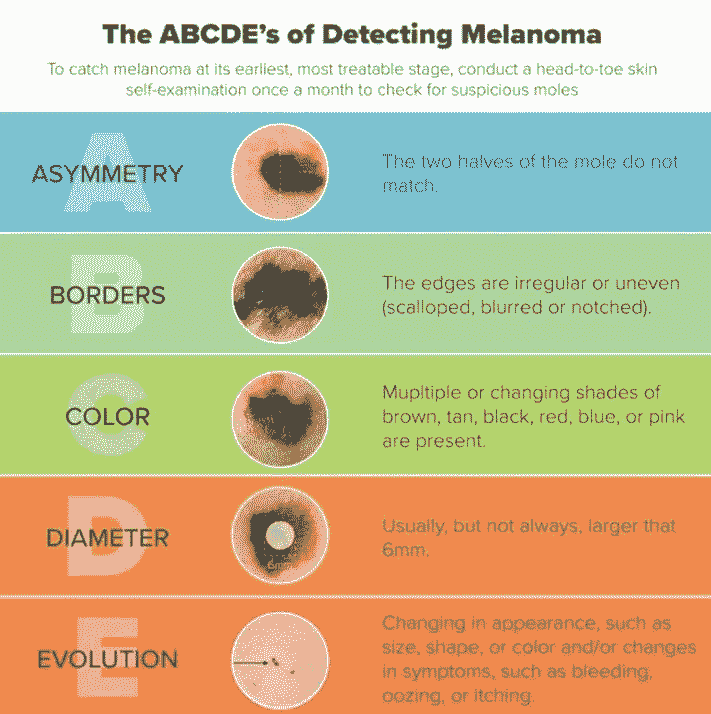 The ABCDE's of Detecting Melanoma
To catch melanoma at its earliest, most treatable stage, conduct a head-to-toe skin
self-examination once a month to check for suspicious moles
A
ASYMMETRY
The two halves of the mole do not
match.
B
BORDERS
The edges are irregular or uneven
(scalloped, blurred or notched).
C
COLOR
Mupltiple or changing shades of
brown, tan, black, red, blue, or pink
are present.
D
DIAMETER
6mm
Usually, but not always, larger that
6mm.
E
EVOLUTION
Changing in appearance, such as
size, shape, or color and/or changes
in symptoms, such as bleeding,
oozing, or itching.